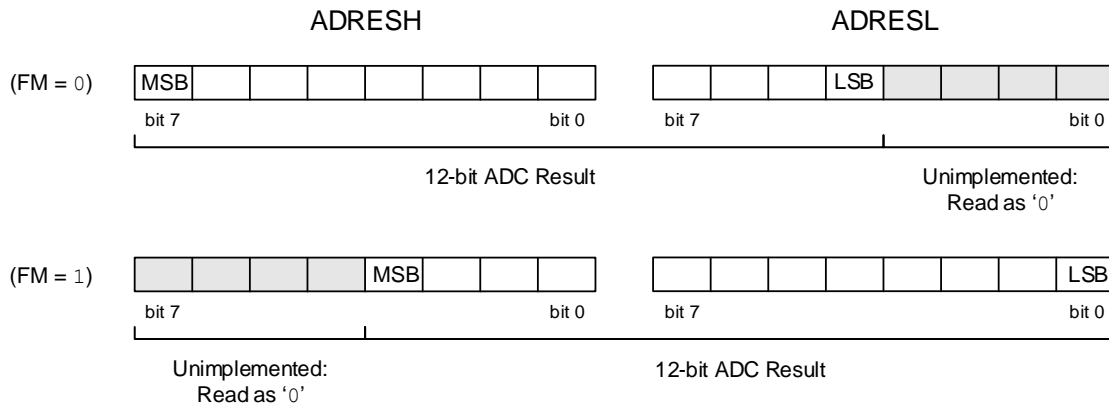 ADRESH ADRESL
(FM = 0) MSB LSB
bit 7 bit 0 bit 7 bit 0
12-bit ADC Result Unimplemented:
Read as ‘0’
(FM = 1) MSB LSB
bit 7 bit 0 bit 7 bit 0
Unimplemented: 12-bit ADC Result
Read as ‘0’